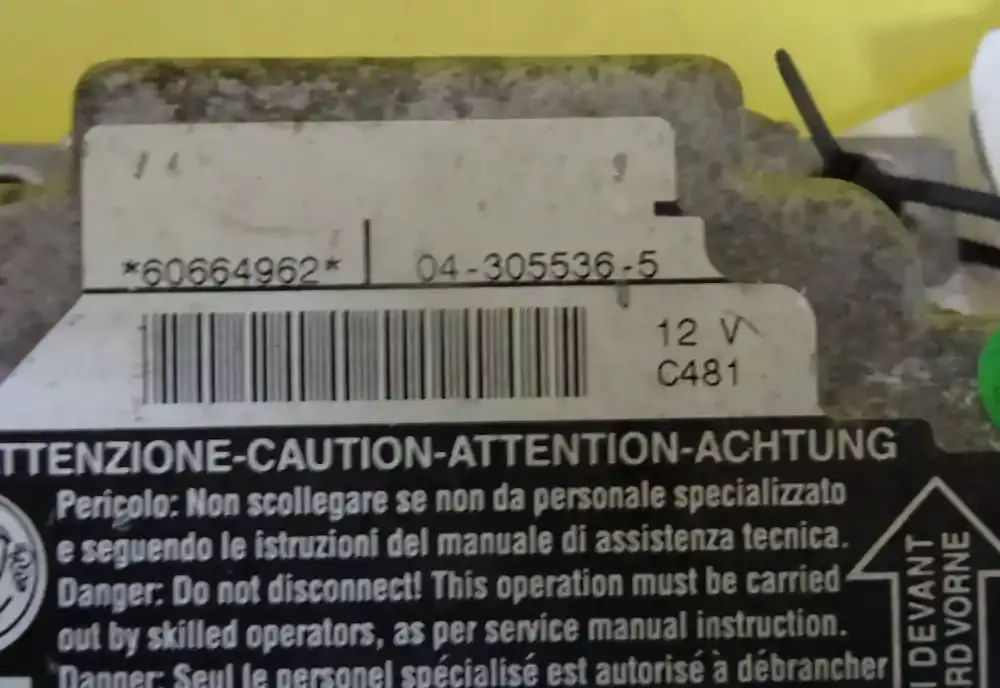 *60664962* | 04-305536-5
12 V
C481
TTENZIONE-CAUTION-ATTENTION-ACHTUNG
Pericolo: Non scollegare se non da personale specializzato
e seguendo le istruzioni del manuale di assistenza tecnica.
Danger: Do not disconnect! This operation must be carried
out by skilled operators, as per service manual instruction.
Danger: Seul le personel spécialisé est autorisé à débrancher
DEVANT
RD VORNE